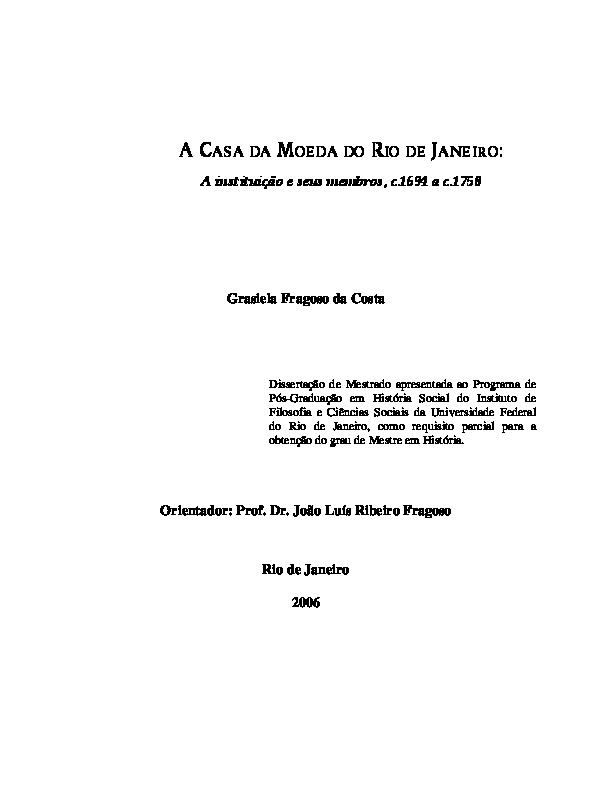 A CASA DA MOEDA DO RIO DE JANEIRO:
A instituição e seus membros, c.1694 a c.1750
Grasiela Fragoso da Costa
Dissertação de Mestrado apresentada ao Programa de
Pós-Graduação em História Social do Instituto de
Filosofia e Ciências Sociais da Universidade Federal
do Rio de Janeiro, como requisito parcial para a
obtenção do grau de Mestre em História.
Orientador: Prof. Dr. João Luís Ribeiro Fragoso
Rio de Janeiro
2006